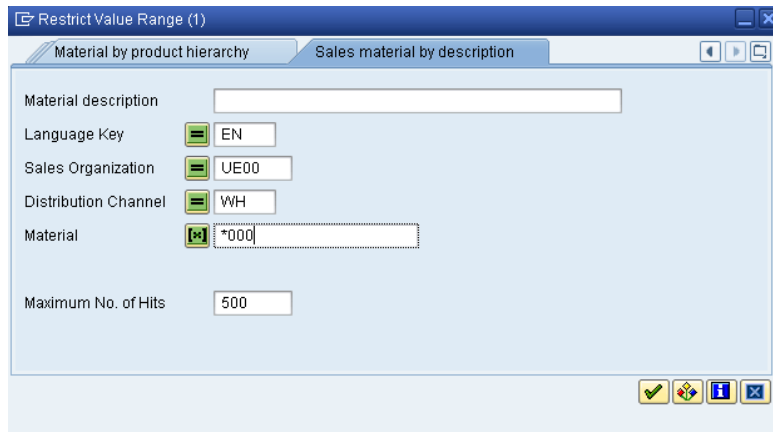 Restrict Value Range (1)
Material by product hierarchy
Sales material by description
Material description
Language Key = EN
Sales Organization = UE00
Distribution Channel = WH
Material [*] *000
Maximum No. of Hits 500